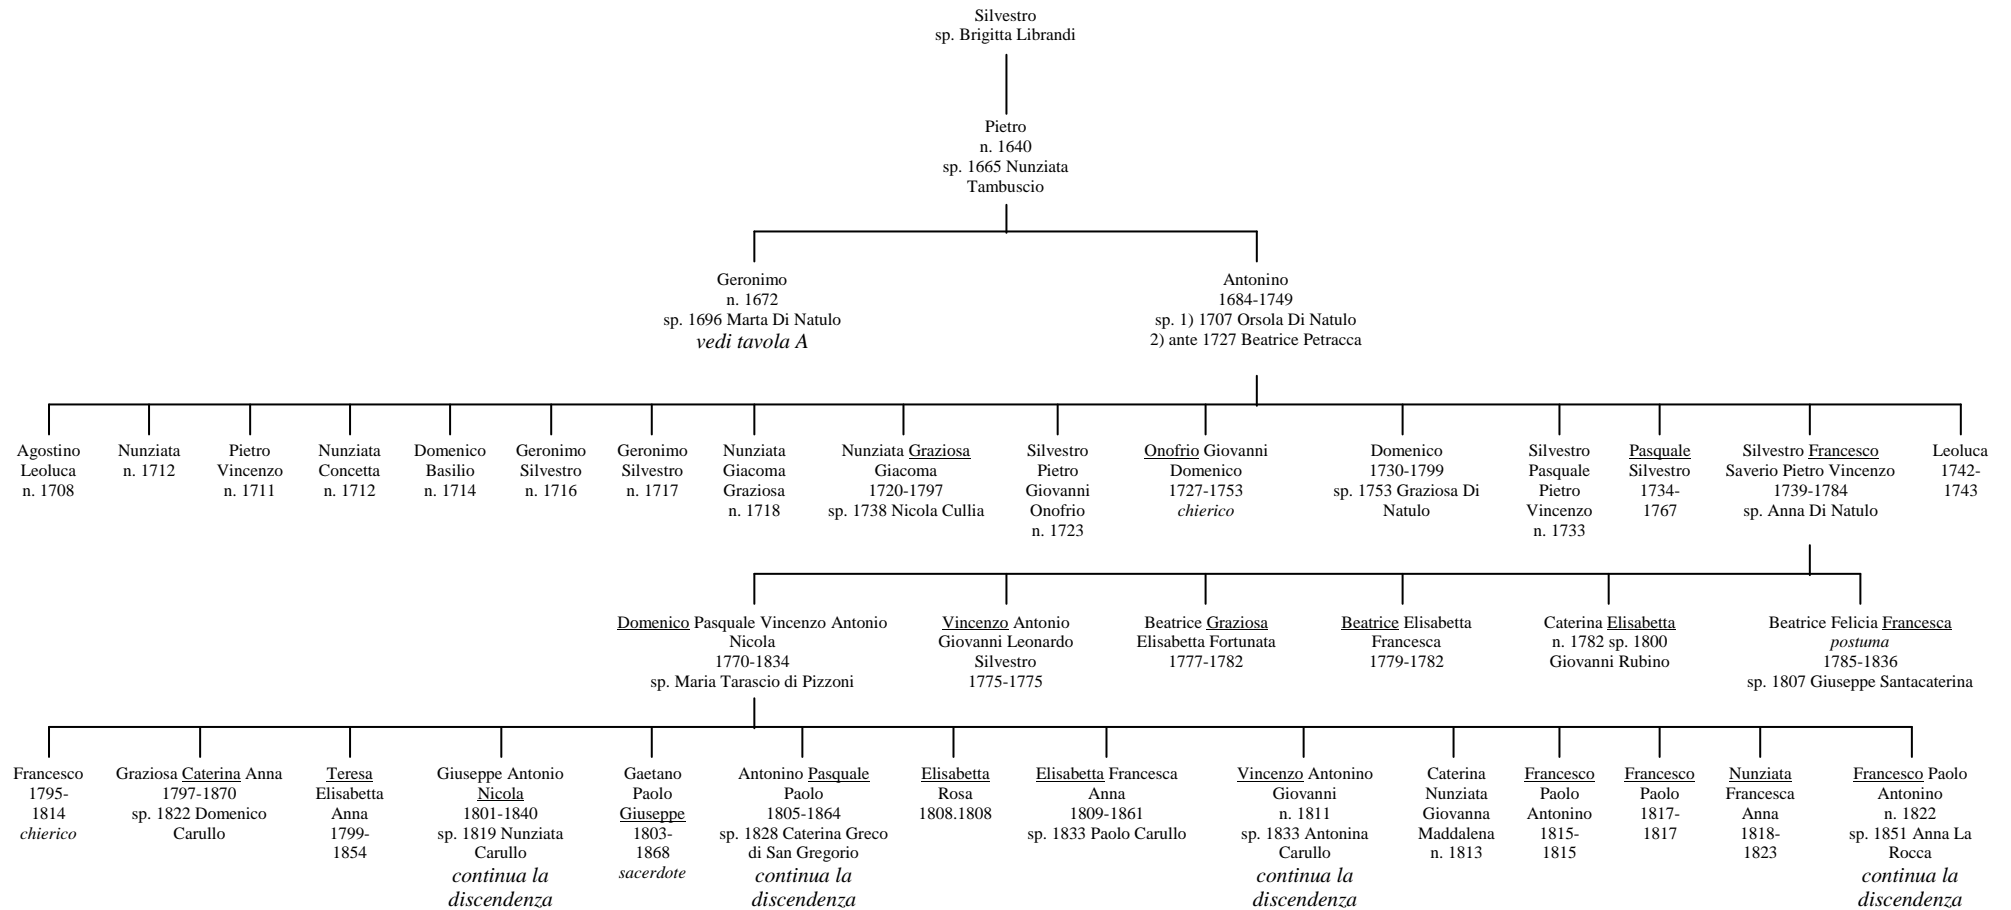 Silvestro
sp. Brigitta Librandi
Pietro
n. 1640
sp. 1665 Nunziata
Tambuscio
Geronimo
n. 1672
sp. 1696 Marta Di Natulo
vedi tavola A
Antonino
1684-1749
sp. 1) 1707 Orsola Di Natulo
2) ante 1727 Beatrice Petracca
Agostino
Leoluca
n. 1708
Nunziata
n. 1712
Pietro
Vincenzo
n. 1711
Nunziata
Concetta
n. 1712
Domenico
Basilio
n. 1714
Geronimo
Silvestro
n. 1716
Geronimo
Silvestro
n. 1717
Nunziata
Giacoma
Graziosa
n. 1718
Nunziata Graziosa
Giacoma
1720-1797
sp. 1738 Nicola Cullia
Silvestro
Pietro
Giovanni
Onofrio
n. 1723
Onofrio Giovanni
Domenico
1727-1753
chierico
Domenico
1730-1799
sp. 1753 Graziosa Di
Natulo
Silvestro
Pasquale
Pietro
Vincenzo
n. 1733
Pasquale
Silvestro
1734-
1767
Silvestro Francesco
Saverio Pietro Vincenzo
1739-1784
sp. Anna Di Natulo
Leoluca
1742-
1743
Domenico Pasquale Vincenzo Antonio
Nicola
1770-1834
sp. Maria Tarascio di Pizzoni
Vincenzo Antonio
Giovanni Leonardo
Silvestro
1775-1775
Beatrice Graziosa
Elisabetta Fortunata
1777-1782
Beatrice Elisabetta
Francesca
1779-1782
Caterina Elisabetta
n. 1782 sp. 1800
Giovanni Rubino
Beatrice Felicia Francesca
postuma
1785-1836
sp. 1807 Giuseppe Santacaterina
Francesco
1795-
1814
chierico
Graziosa Caterina Anna
1797-1870
sp. 1822 Domenico
Carullo
Teresa
Elisabetta
Anna
1799-
1854
Giuseppe Antonio
Nicola
1801-1840
sp. 1819 Nunziata
Carullo
continua la
discendenza
Gaetano
Paolo
Giuseppe
1803-
1868
sacerdote
Antonino Pasquale
Paolo
1805-1864
sp. 1828 Caterina Greco
di San Gregorio
continua la
discendenza
Elisabetta
Rosa
1808.1808
Elisabetta Francesca
Anna
1809-1861
sp. 1833 Paolo Carullo
Vincenzo Antonino
Giovanni
n. 1811
sp. 1833 Antonina
Carullo
continua la
discendenza
Caterina
Nunziata
Giovanna
Maddalena
n. 1813
Francesco
Paolo
Antonino
1815-
1815
Francesco
Paolo
1817-
1817
Nunziata
Francesca
Anna
1818-
1823
Francesco Paolo
Antonino
n. 1822
sp. 1851 Anna La
Rocca
continua la
discendenza